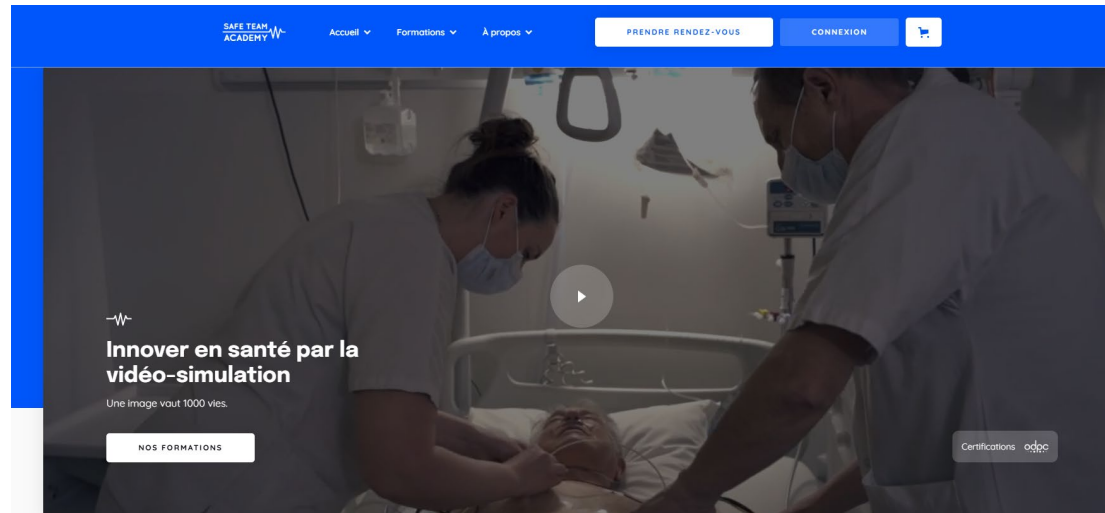 SAFE TEAM
ACADEMY
Accueil
Formations
À propos
PRENDRE RENDEZ-VOUS
CONNEXION
Innover en santé par la
vidéo-simulation
Une image vaut 1000 vies.
NOS FORMATIONS
Certifications odpc